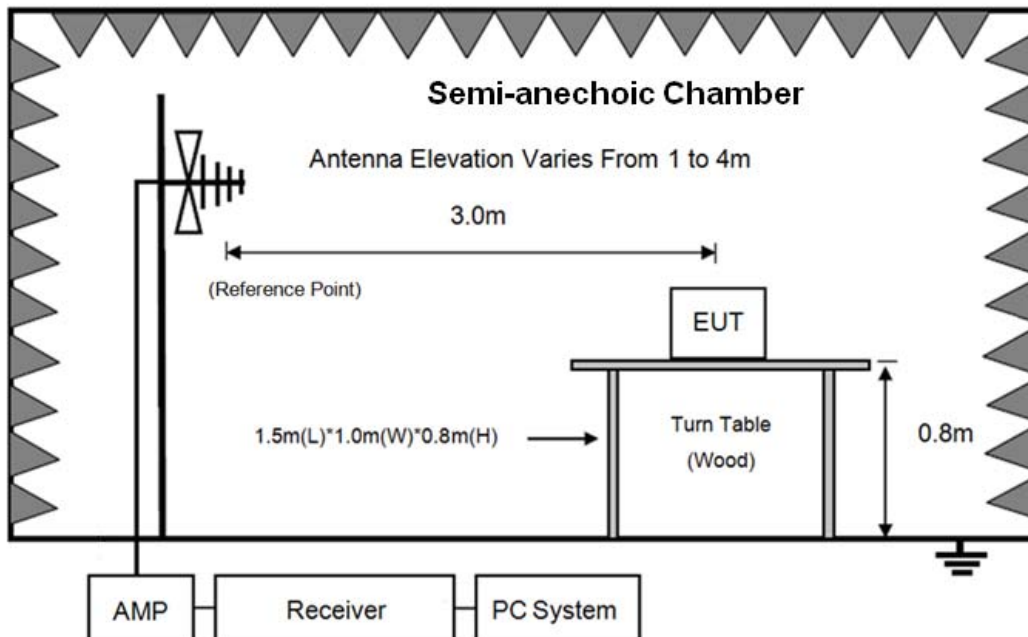 Semi-anechoic Chamber
Antenna Elevation Varies From 1 to 4m
3.0m
(Reference Point)
EUT
1.5m(L)*1.0m(W)*0.8m(H)
Turn Table
(Wood)
0.8m
AMP
Receiver
PC System